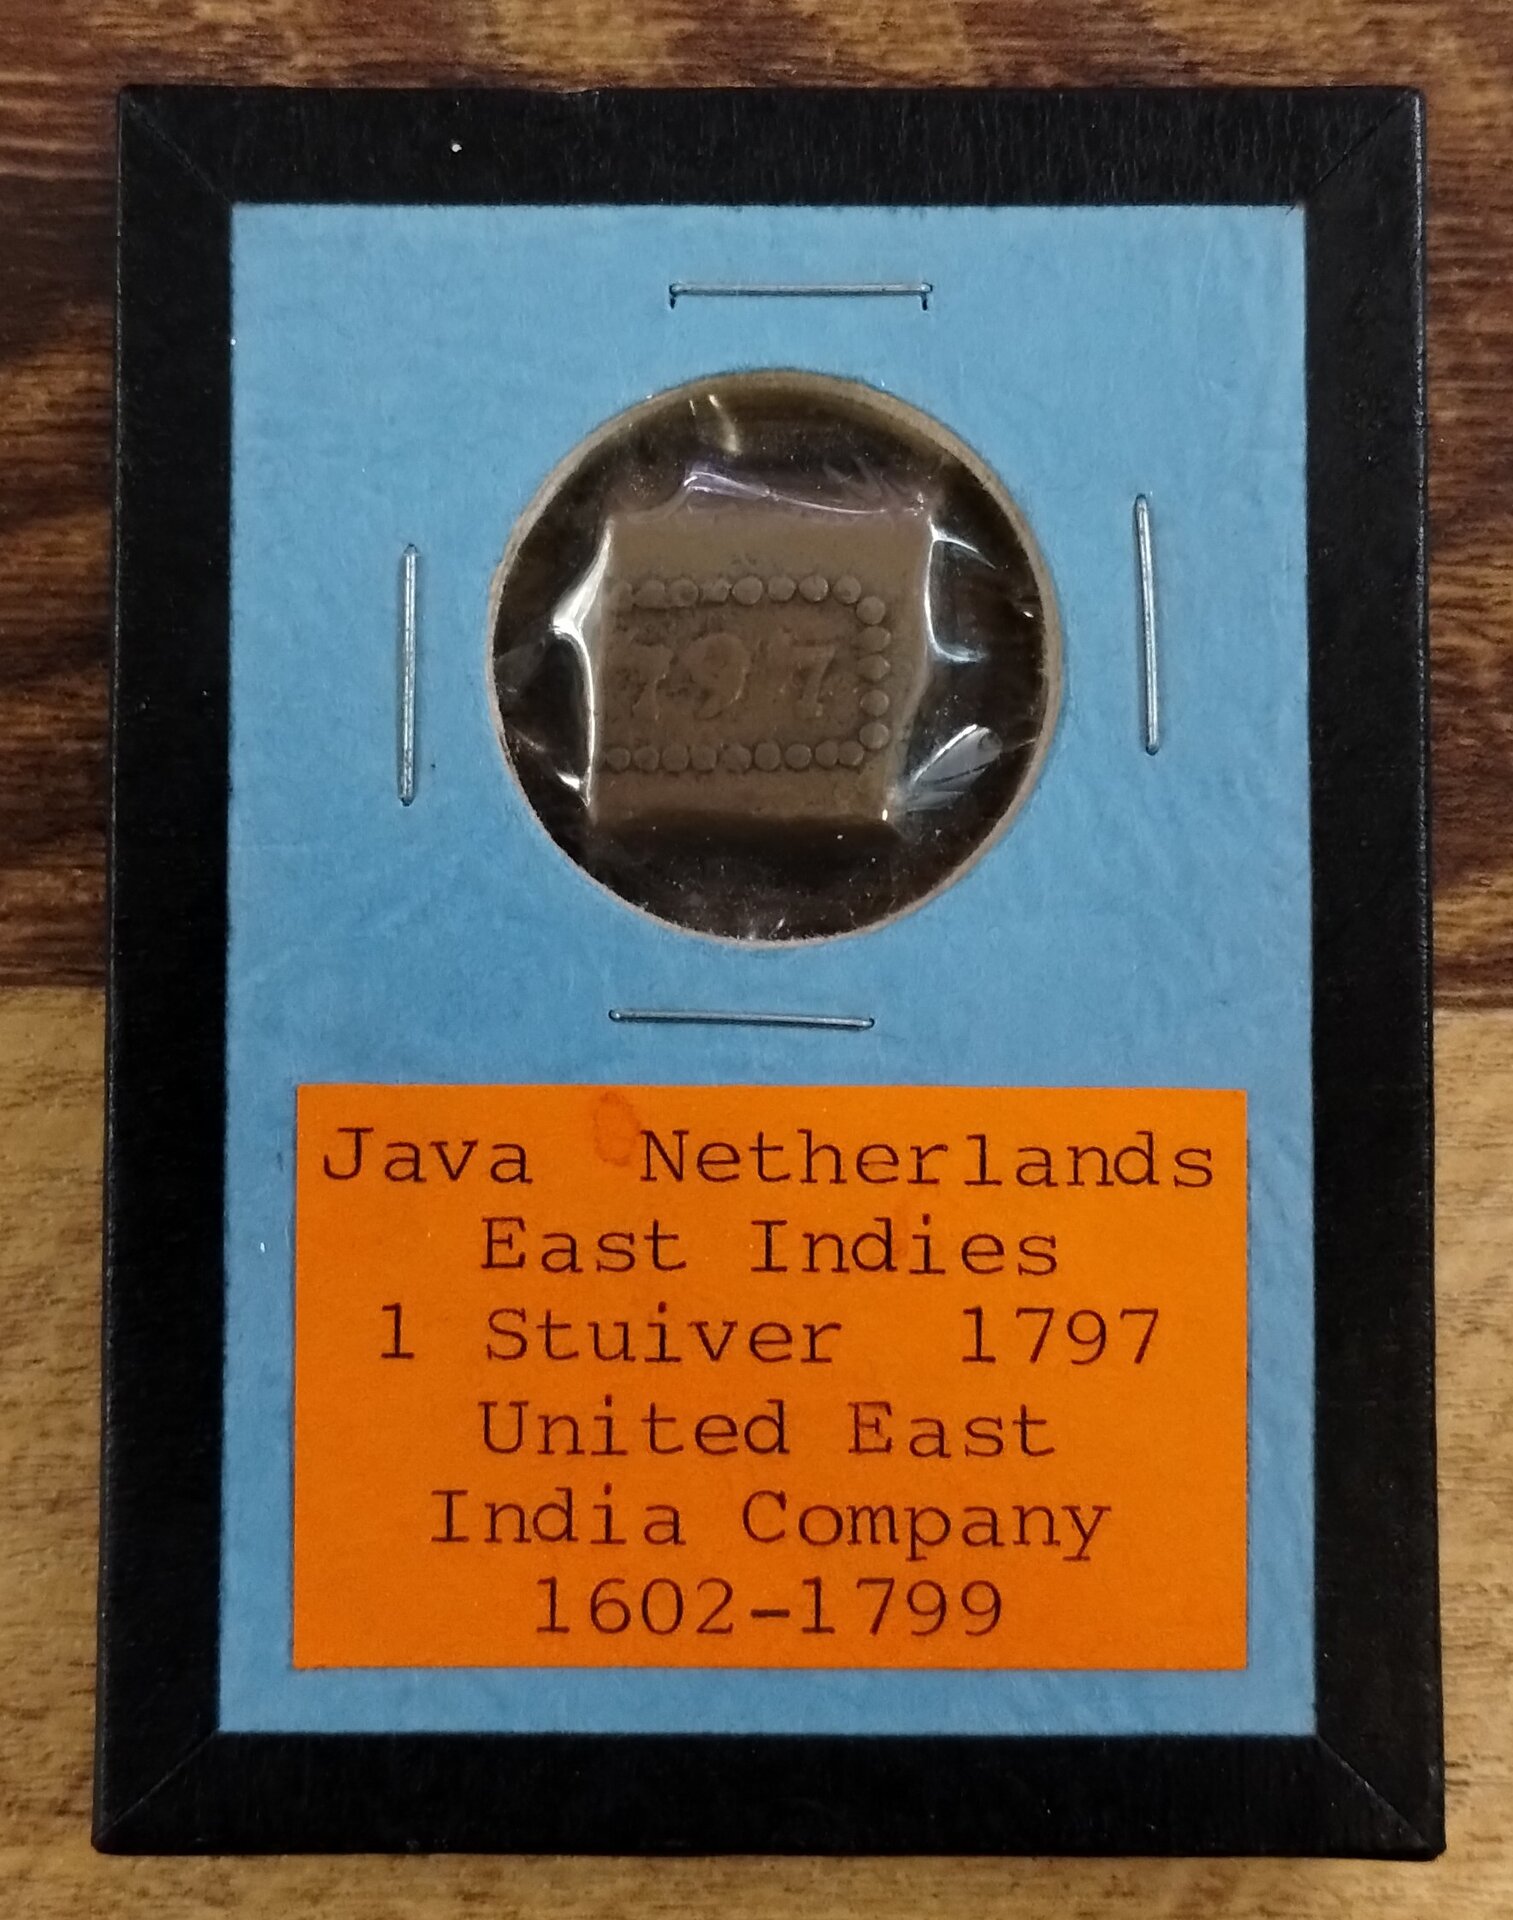 797
Java Netherlands
East Indies
1 Stuiver 1797
United East
India Company
1602-1799